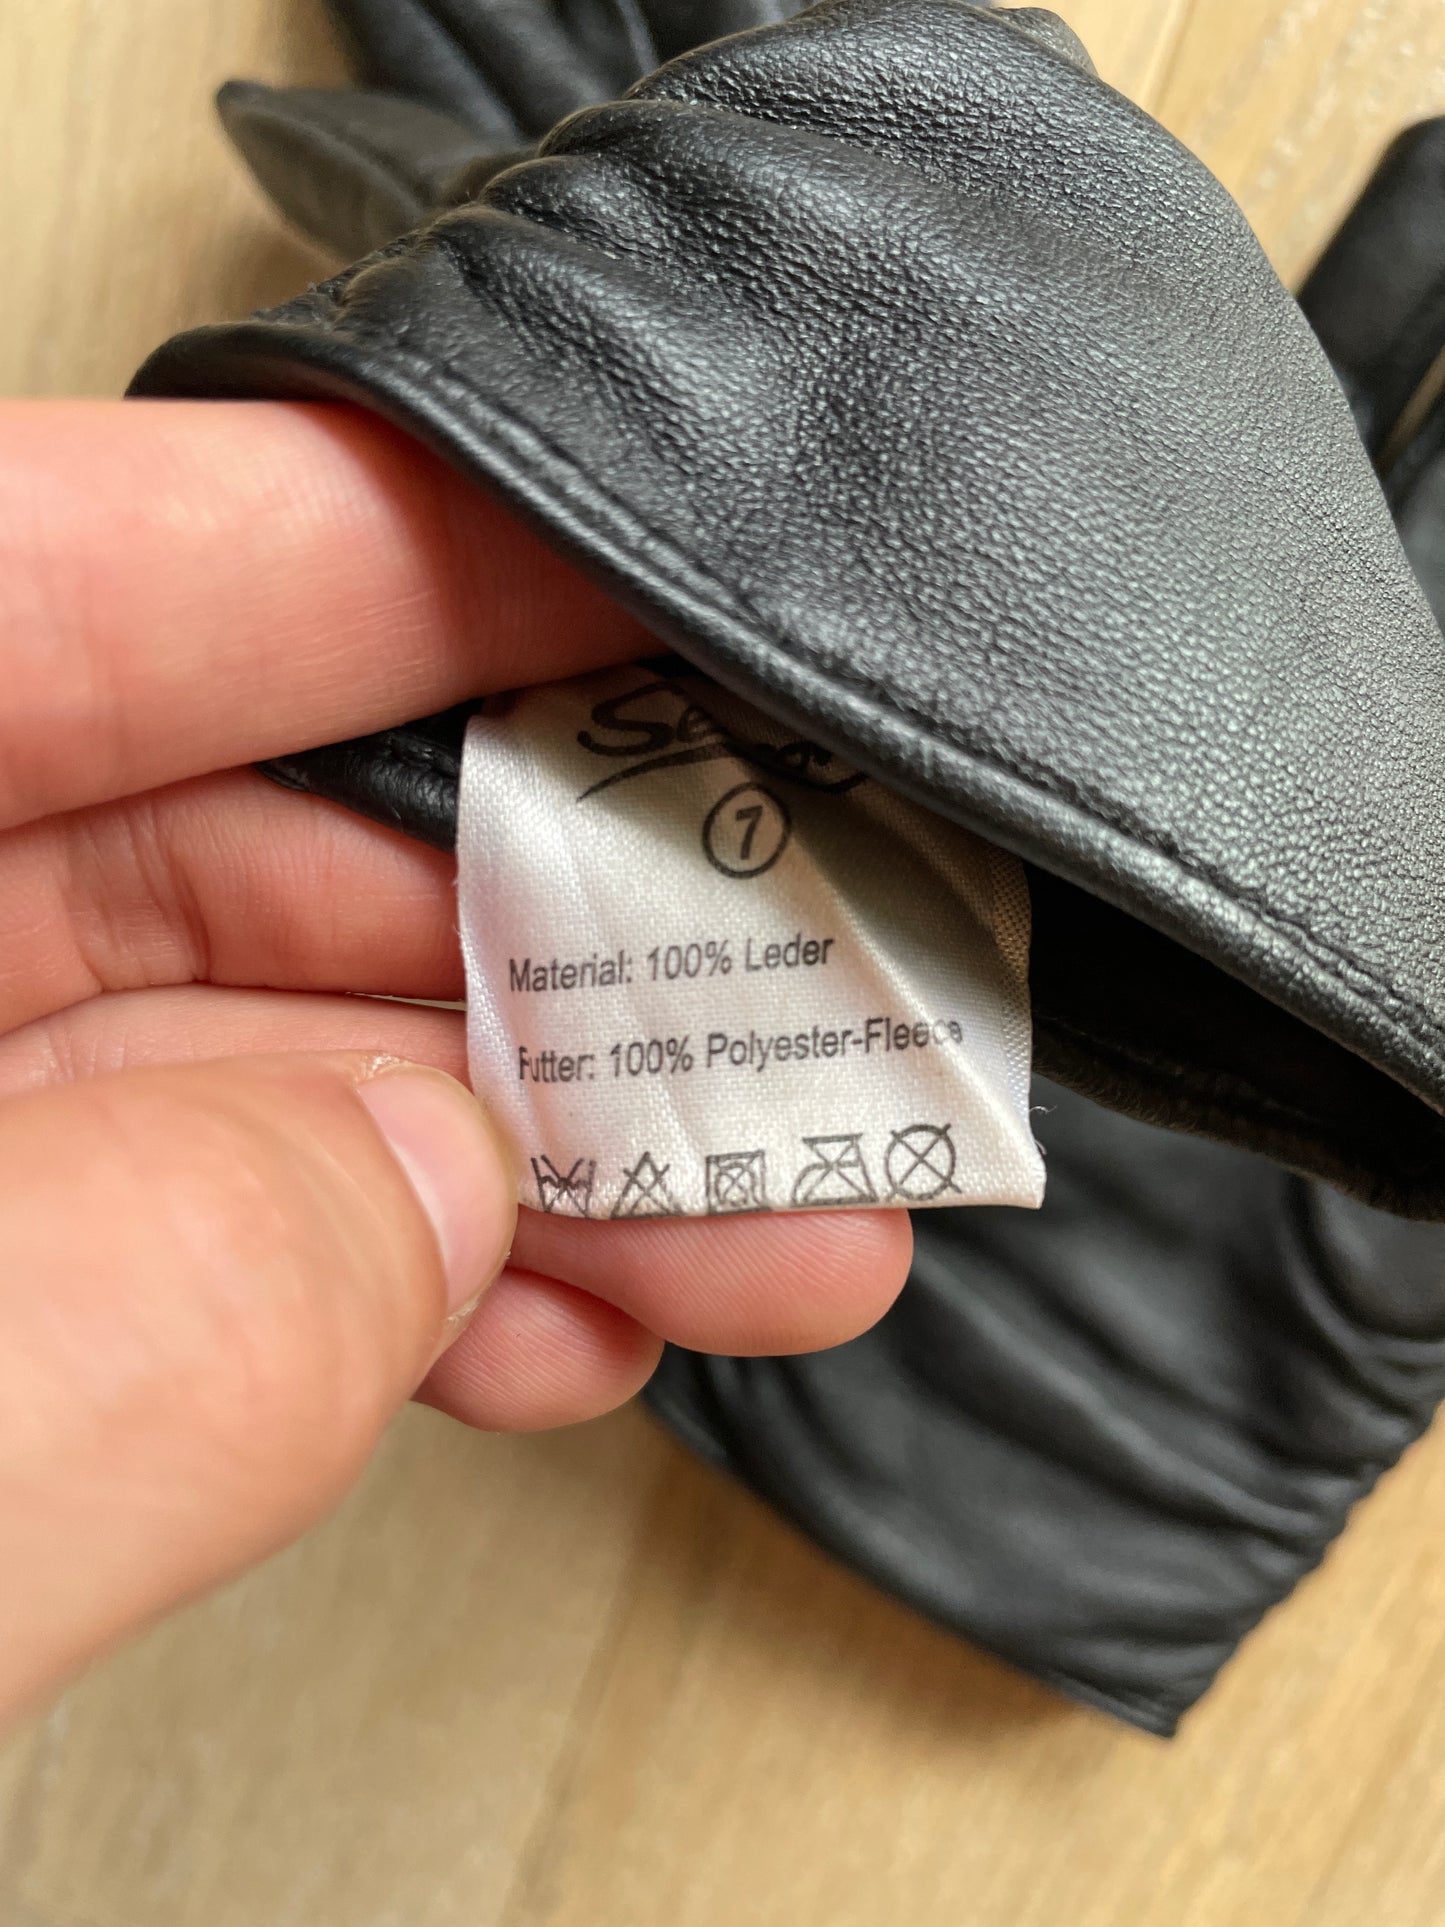 7
Material: 100% Leder
Futter: 100% Polyester-Fleece